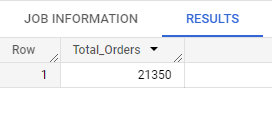 JOB INFORMATION RESULTS
Row Total_Orders
1 21350